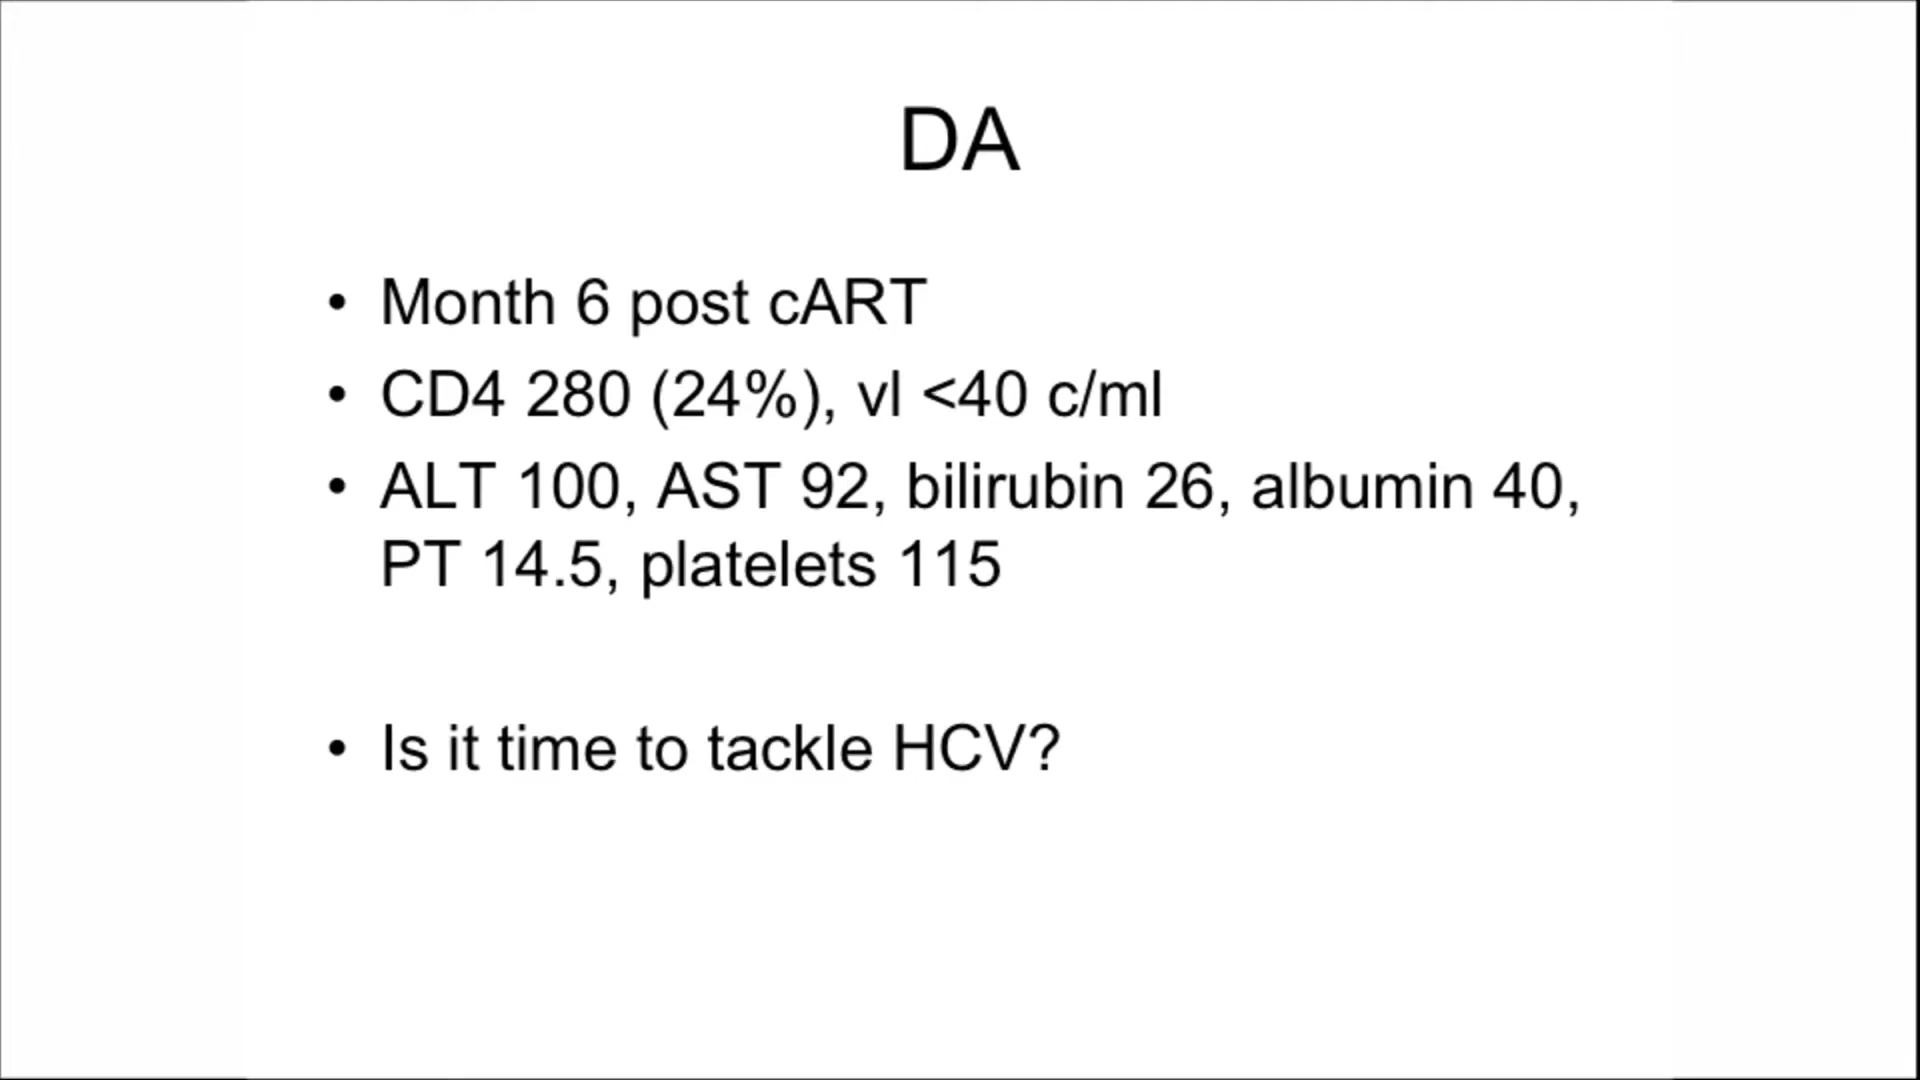 DA
• Month 6 post cART
• CD4 280 (24%), vl <40 c/ml
• ALT 100, AST 92, bilirubin 26, albumin 40,
PT 14.5, platelets 115
• Is it time to tackle HCV?